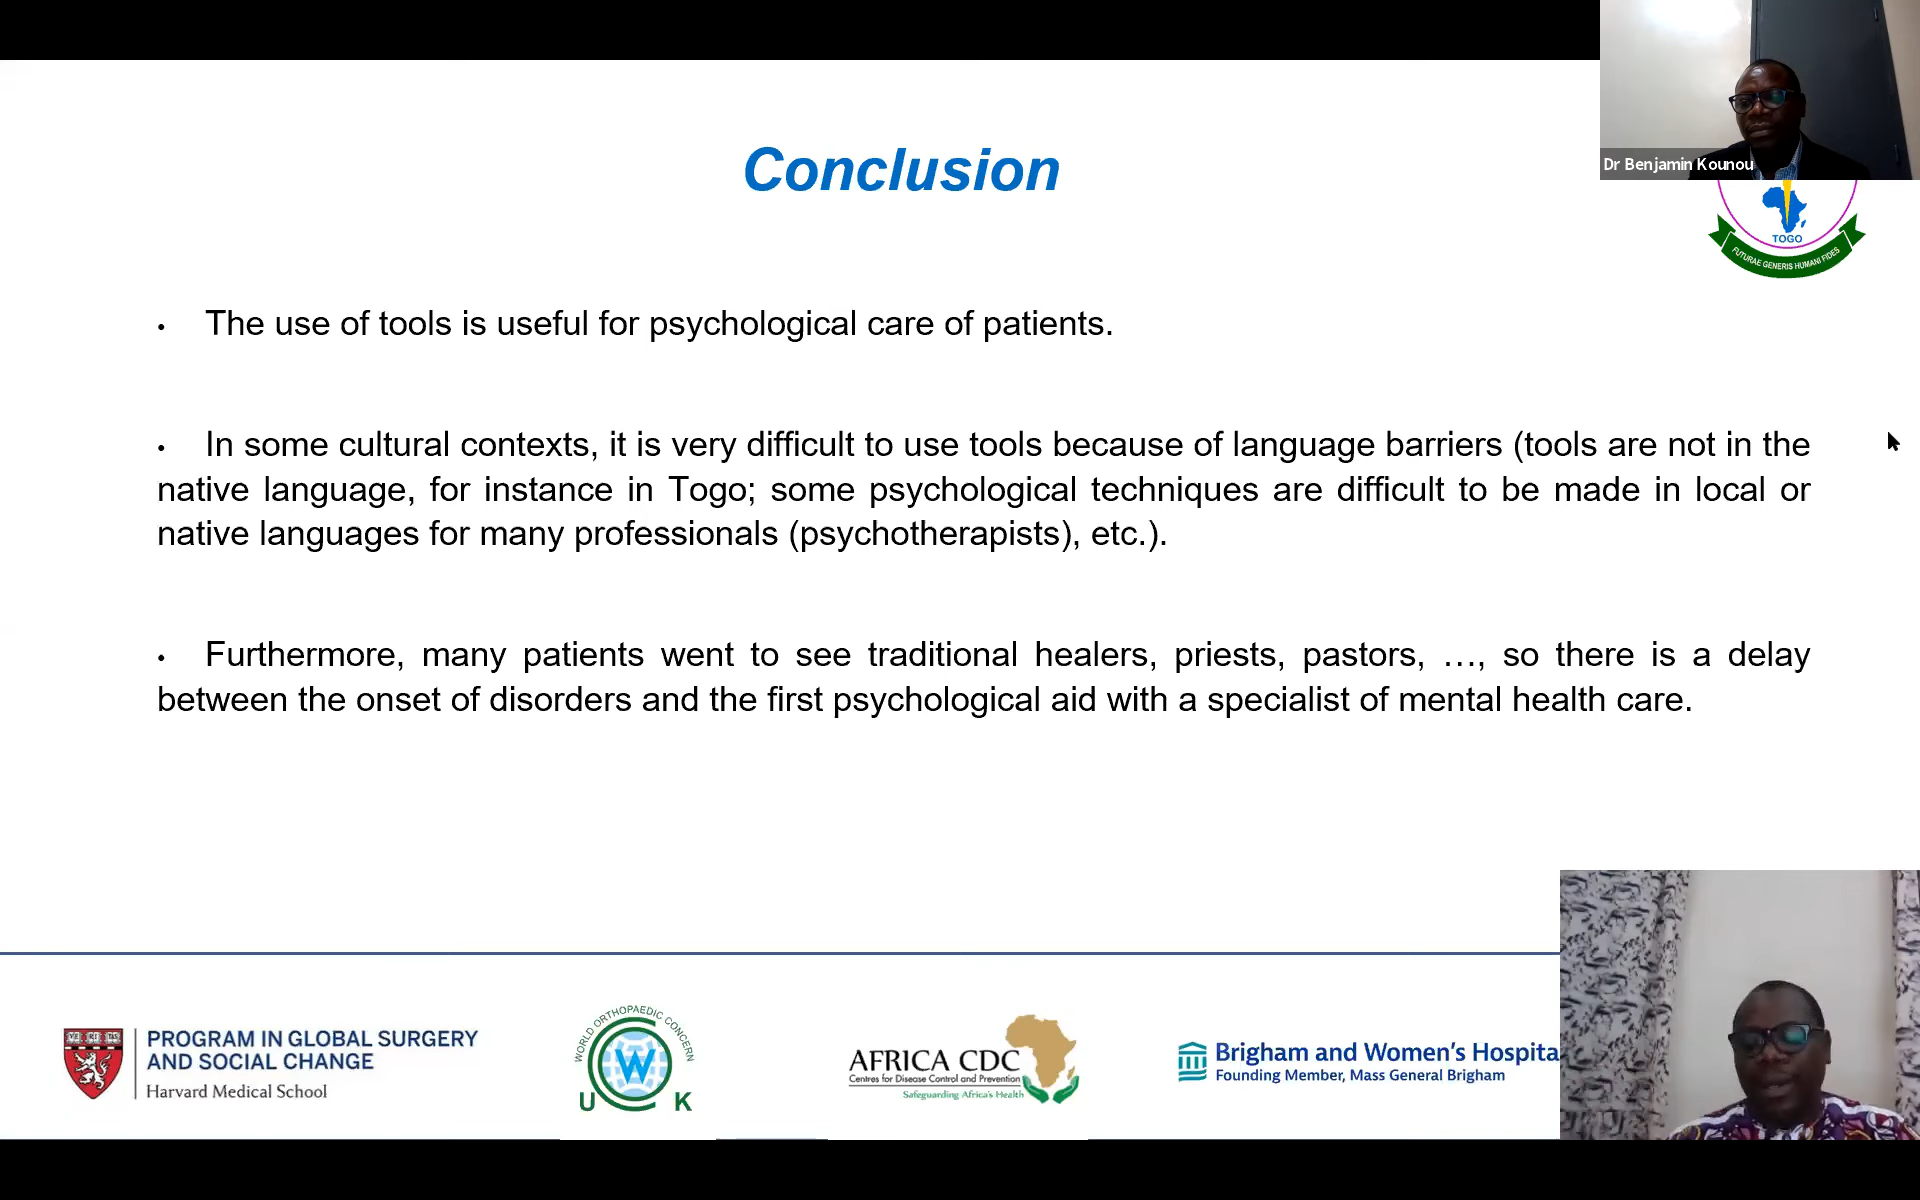 Conclusion
Dr Benjamin Kounou
TOGO
FUTURAE GENERIS HUMANI FIDES
• The use of tools is useful for psychological care of patients.
• In some cultural contexts, it is very difficult to use tools because of language barriers (tools are not in the
native language, for instance in Togo; some psychological techniques are difficult to be made in local or
native languages for many professionals (psychotherapists), etc.).
• Furthermore, many patients went to see traditional healers, priests, pastors, …, so there is a delay
between the onset of disorders and the first psychological aid with a specialist of mental health care.
PROGRAM IN GLOBAL SURGERY
AND SOCIAL CHANGE
Harvard Medical School
WORLD ORTHOPAEDIC CONCERN
W
U K
AFRICA CDC
Centres for Disease Control and Prevention
Safeguarding Africa's Health
Brigham and Women's Hospita
Founding Member, Mass General Brigham